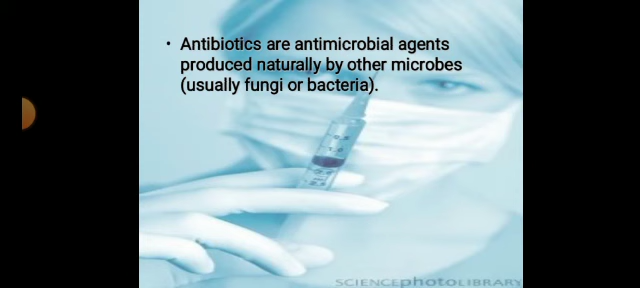 • Antibiotics are antimicrobial agents
produced naturally by other microbes
(usually fungi or bacteria).
SCIENCEphotoLIBRARY